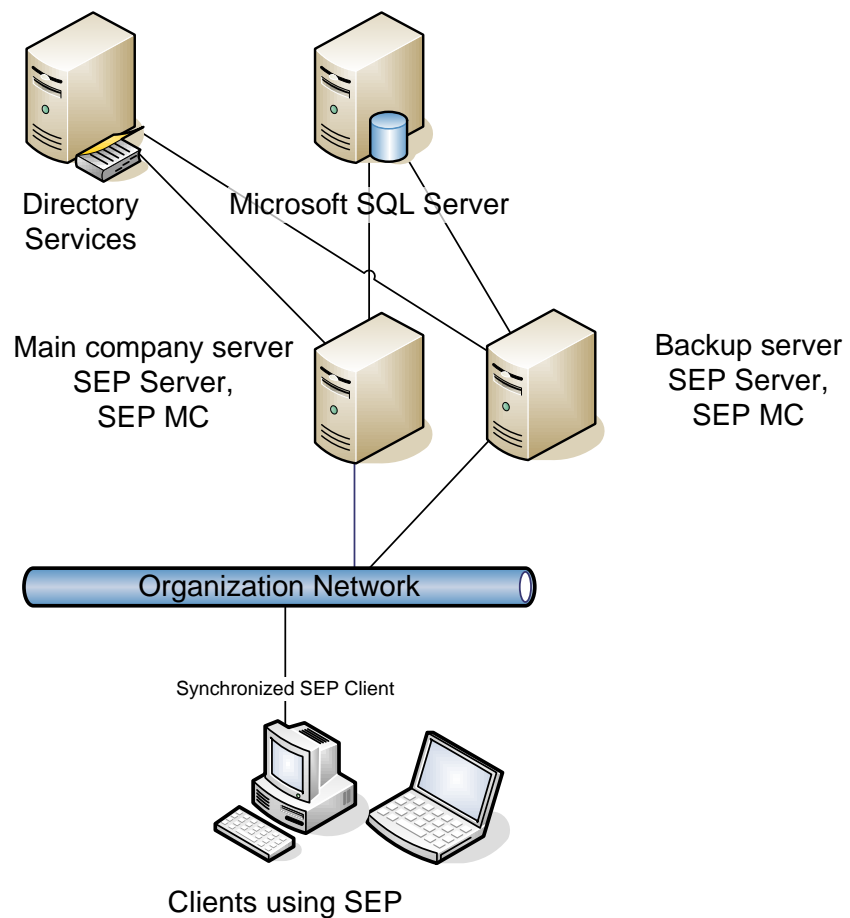 Directory
Services
Microsoft SQL Server
Main company server
SEP Server,
SEP MC
Backup server
SEP Server,
SEP MC
Organization Network
Synchronized SEP Client
Clients using SEP